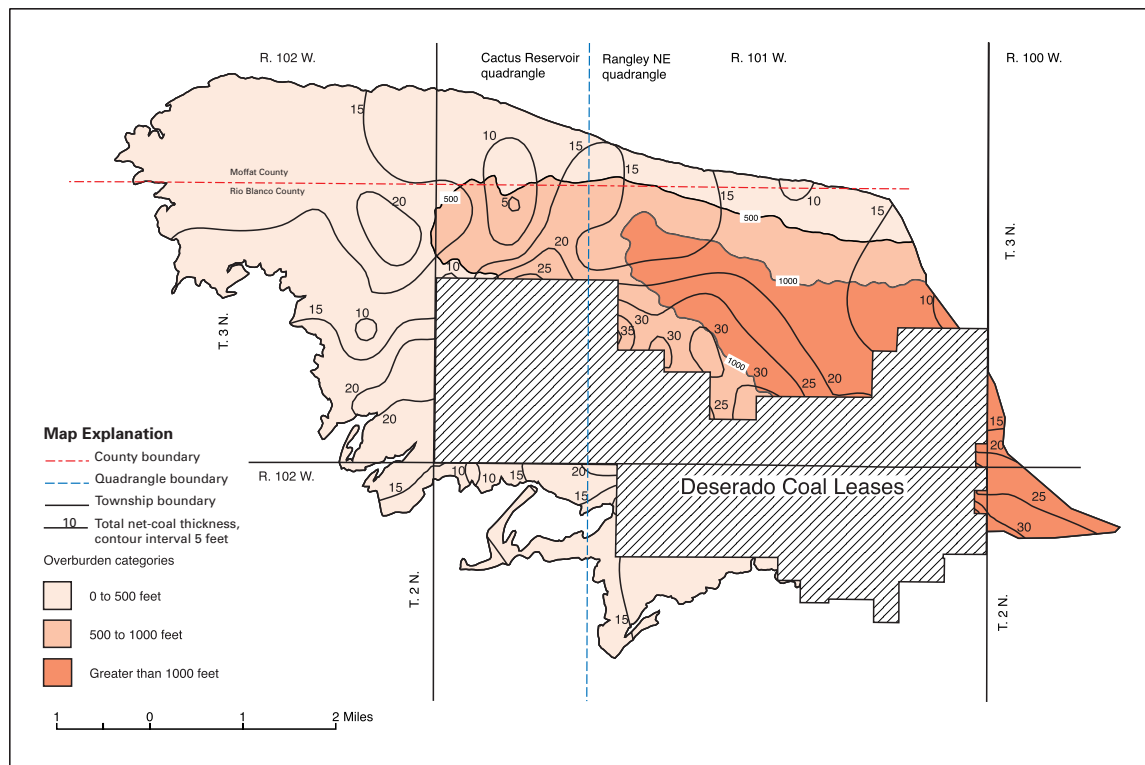 R. 102 W.
Cactus Reservoir
quadrangle
Rangley NE
quadrangle
R. 101 W.
R. 100 W.
15
10
15
15
Moffat County
Rio Blanco County
20
500
5
15
10
15
500
T. 3 N.
20
10
25
1000
10
15
10
T. 3 N.
35
30
30
30
1000
30
25
20
20
25
20
15
20
Map Explanation
County boundary
Quadrangle boundary
Township boundary
10
Total net-coal thickness,
contour interval 5 feet
Overburden categories
0 to 500 feet
500 to 1000 feet
Greater than 1000 feet
R. 102 W.
15
10
10
15
20
15
Deserado Coal Leases
25
30
T. 2 N.
15
T. 2 N.
1
0
1
2 Miles